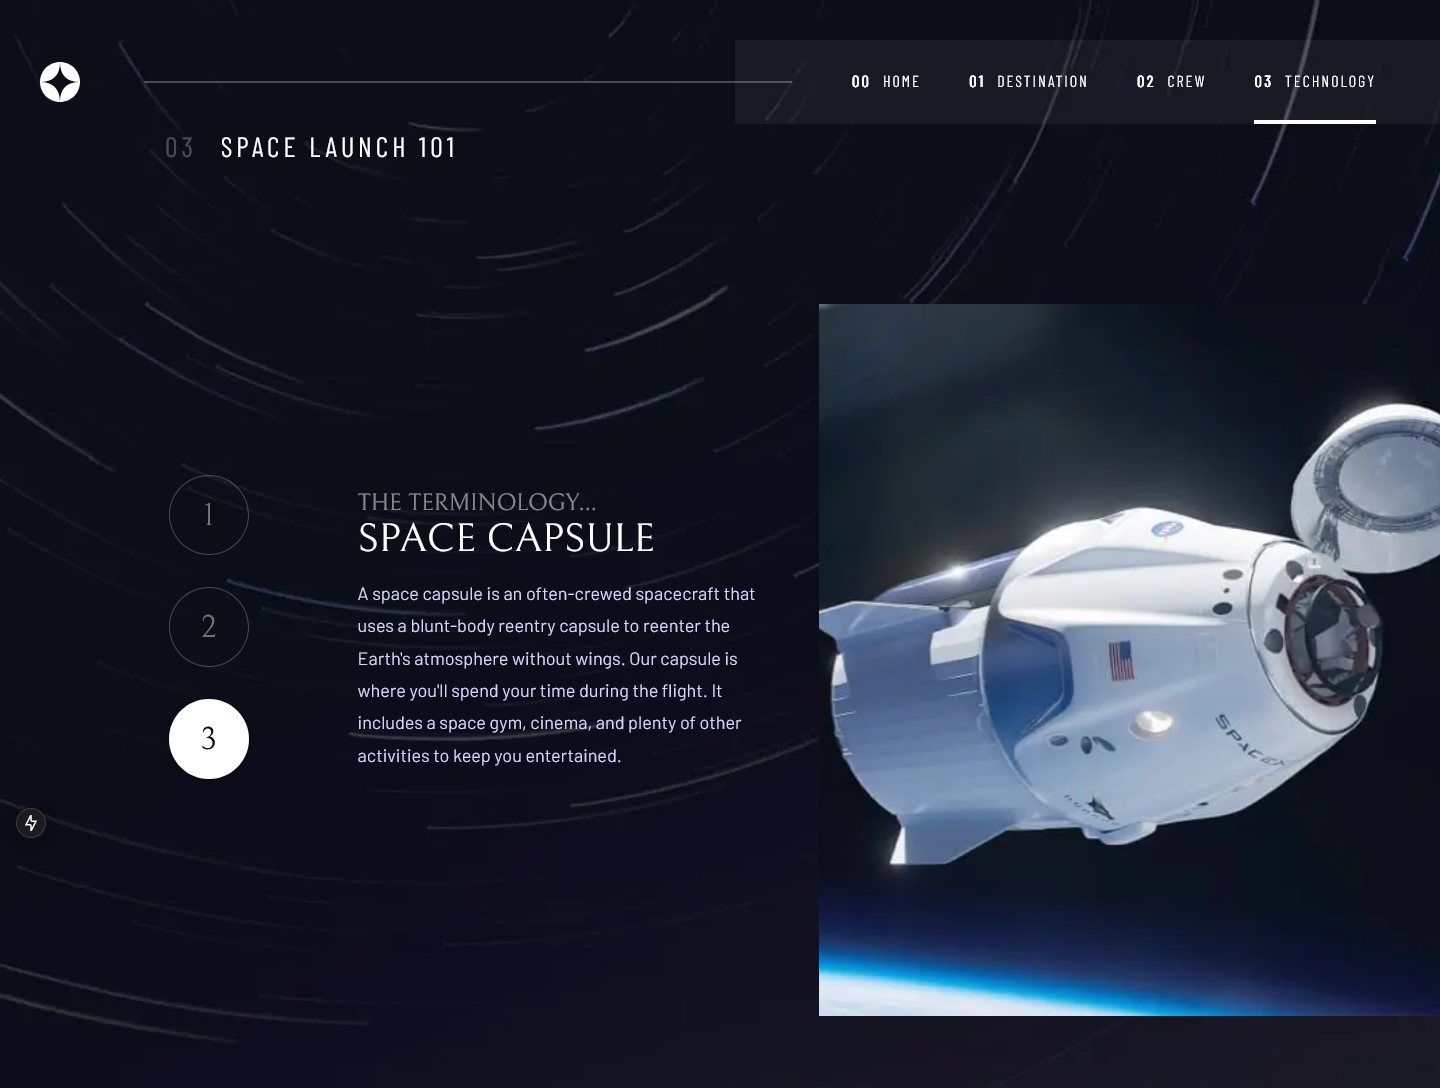 00 HOME 01 DESTINATION 02 CREW 03 TECHNOLOGY
03 SPACE LAUNCH 101
1
2
3
THE TERMINOLOGY...
SPACE CAPSULE
A space capsule is an often-crewed spacecraft that
uses a blunt-body reentry capsule to reenter the
Earth's atmosphere without wings. Our capsule is
where you'll spend your time during the flight. It
includes a space gym, cinema, and plenty of other
activities to keep you entertained.